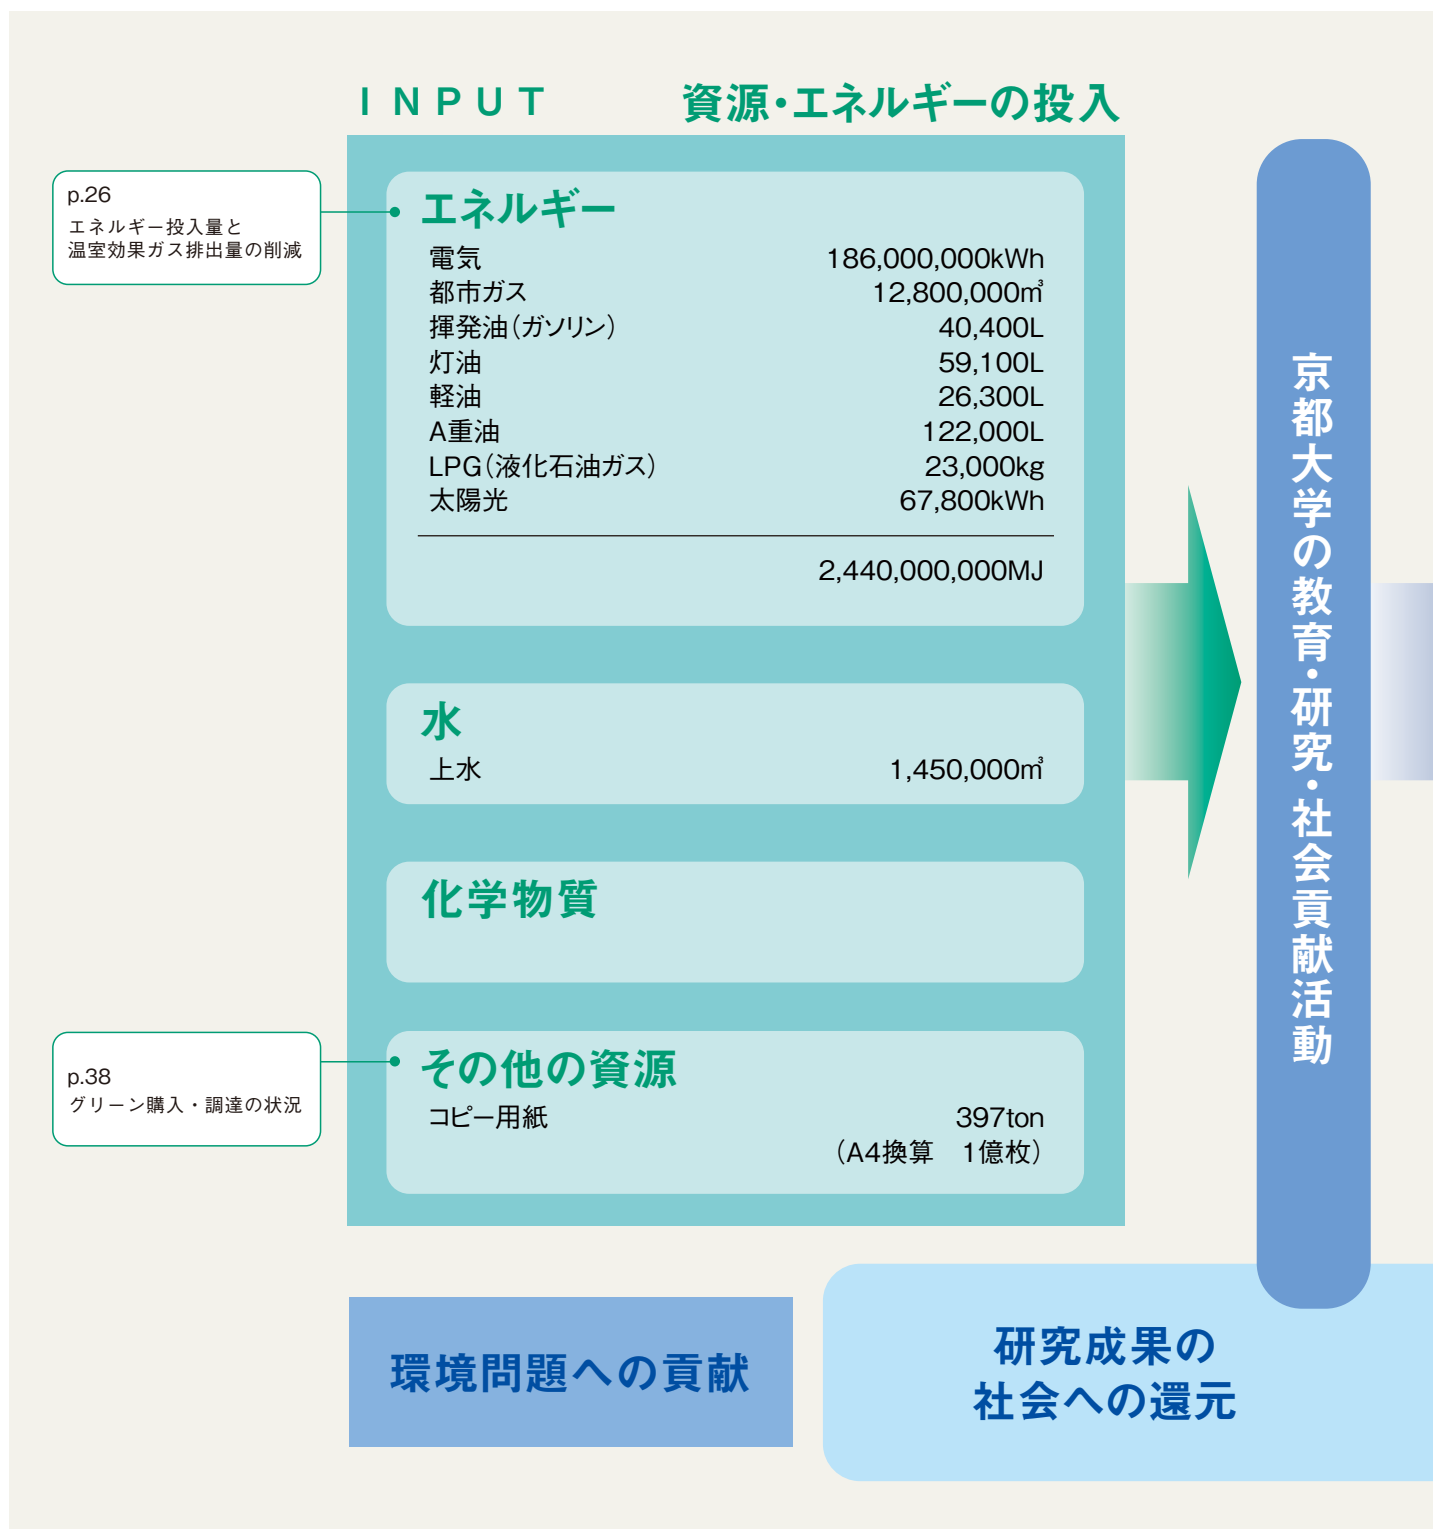 INPUT 資源・エネルギーの投入
p.26
エネルギー投入量と
温室効果ガス排出量の削減
エネルギー
電気 186,000,000kWh
都市ガス 12,800,000㎥
揮発油（ガソリン） 40,400L
灯油 59,100L
軽油 26,300L
A重油 122,000L
LPG（液化石油ガス） 23,000kg
太陽光 67,800kWh
2,440,000,000MJ
水
上水 1,450,000㎥
化学物質
p.38
グリーン購入・調達の状況
その他の資源
コピー用紙 397ton
（A4換算　1億枚）
京都大学の教育・研究・社会貢献活動
環境問題への貢献
研究成果の
社会への還元